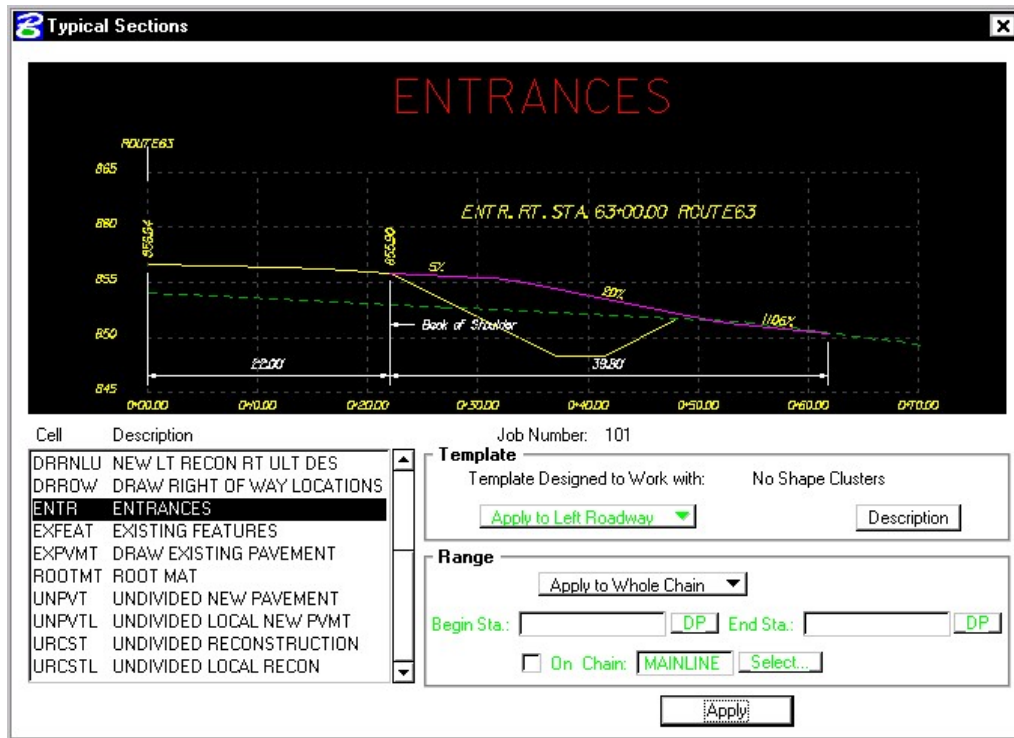 Typical Sections
ENTRANCES
ROUTE63
865
860
855
850
845
856.64
855.90
ENTR. RT. STA. 63+00.00 ROUTE63
5%
20%
11.06%
Back of Shoulder
22.00
39.80
0+00.00 0+10.00 0+20.00 0+30.00 0+40.00 0+50.00 0+60.00 0+70.00
Cell Description
Job Number: 101
DRRNLU NEW LT RECON RT ULT DES
DRROW DRAW RIGHT OF WAY LOCATIONS
ENTR ENTRANCES
EXFEAT EXISTING FEATURES
EXPVMT DRAW EXISTING PAVEMENT
ROOTMT ROOT MAT
UNPVT UNDIVIDED NEW PAVEMENT
UNPVTL UNDIVIDED LOCAL NEW PVMT
URCST UNDIVIDED RECONSTRUCTION
URCSTL UNDIVIDED LOCAL RECON
Template
Template Designed to Work with: No Shape Clusters
Apply to Left Roadway
Description
Range
Apply to Whole Chain
Begin Sta.: DP End Sta.: DP
On Chain: MAINLINE Select...
Apply